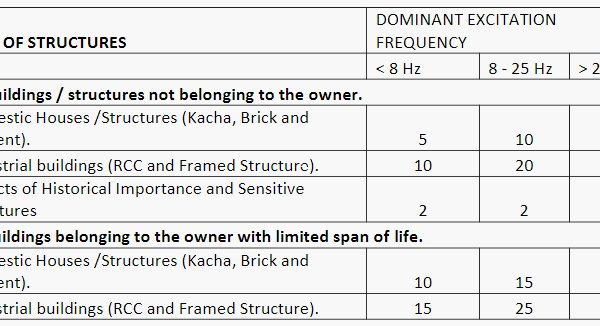 DOMINANT EXCITATION
OF STRUCTURES FREQUENCY
< 8 Hz 8 - 25 Hz > 2
ildings / structures not belonging to the owner.
estic Houses /Structures (Kacha, Brick and
ent). 5 10
strial buildings (RCC and Framed Structure). 10 20
cts of Historical Importance and Sensitive
tures 2 2
ildings belonging to the owner with limited span of life.
estic Houses /Structures (Kacha, Brick and
ent). 10 15
strial buildings (RCC and Framed Structure). 15 25